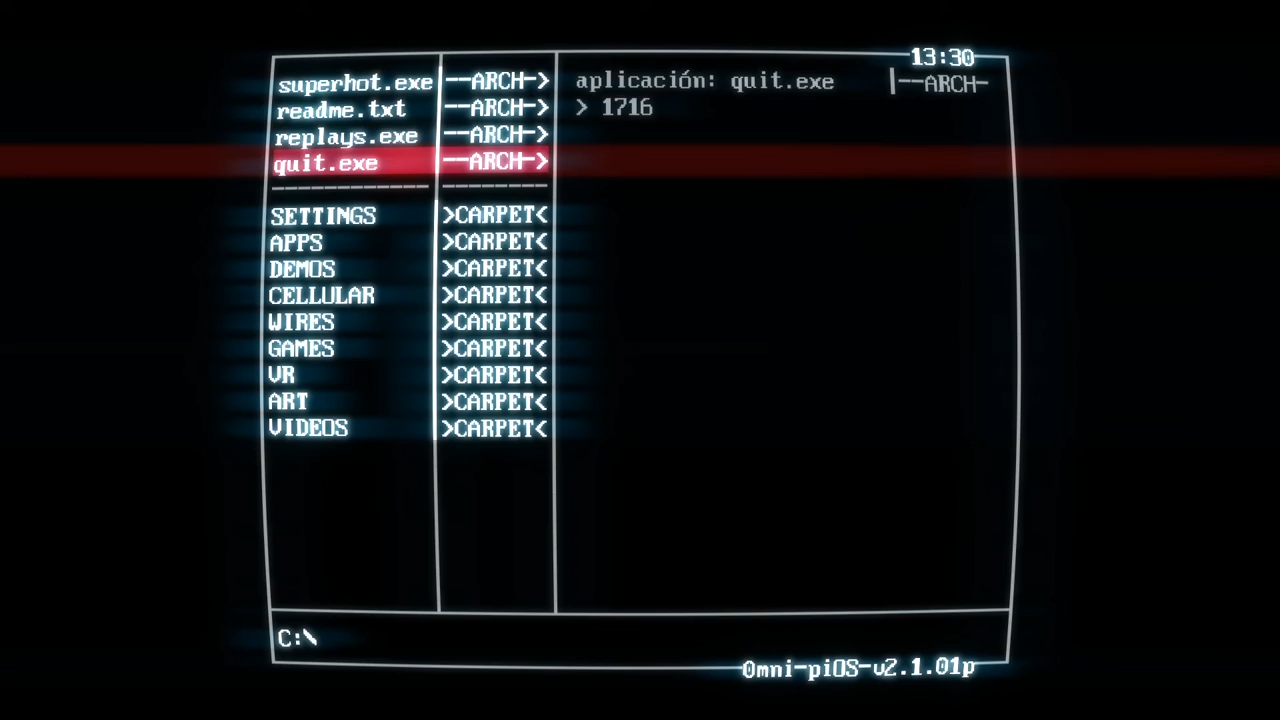 13:30
superhot.exe --ARCH-> aplicación: quit.exe |--ARCH-
readme.txt --ARCH-> > 1716
replays.exe --ARCH->
quit.exe --ARCH->
------------ --------
SETTINGS >CARPET<
APPS >CARPET<
DEMOS >CARPET<
CELLULAR >CARPET<
WIRES >CARPET<
GAMES >CARPET<
VR >CARPET<
ART >CARPET<
VIDEOS >CARPET<
C:\
Omni-piOS-v2.1.01p